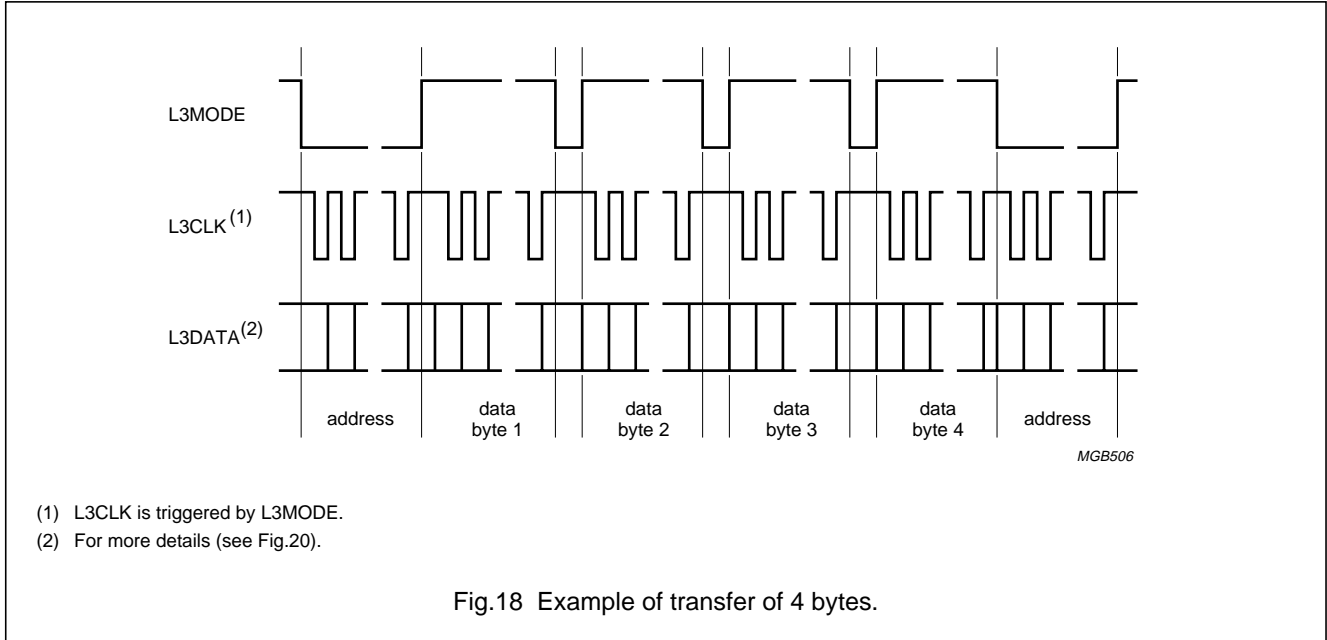 L3MODE
L3CLK(1)
L3DATA(2)
address
data
byte 1
data
byte 2
data
byte 3
data
byte 4
address
MGB506
(1) L3CLK is triggered by L3MODE.
(2) For more details (see Fig.20).
Fig.18 Example of transfer of 4 bytes.